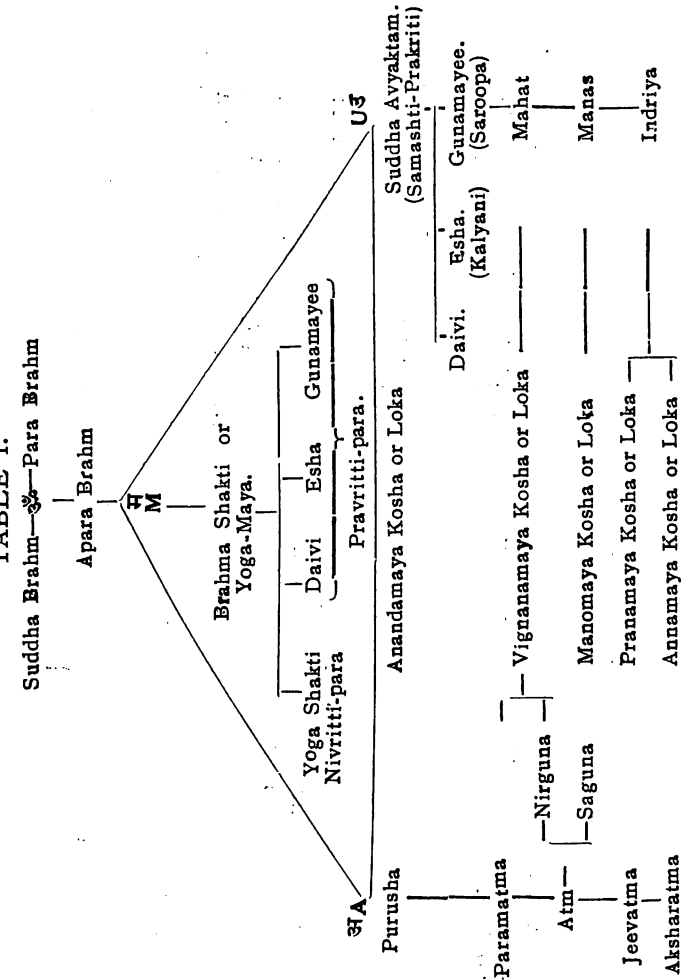 TABLE I.
Suddha Brahm—ॐ—Para Brahm
Apara Brahm
म
M
Brahma Shakti or
Yoga-Maya.
Yoga Shakti Daivi Esha Gunamayee
Nivritti-para
Pravritti-para.
अ A U उ
Purusha Anandamaya Kosha or Loka Suddha Avyaktam.
(Samashti-Prakriti)
Daivi. Esha. Gunamayee.
(Kalyani) (Saroopa)
Paramatma Vignanamaya Kosha or Loka Mahat
Nirguna
Atm
Saguna Manomaya Kosha or Loka Manas
Jeevatma Pranamaya Kosha or Loka Indriya
Aksharatma Annamaya Kosha or Loka